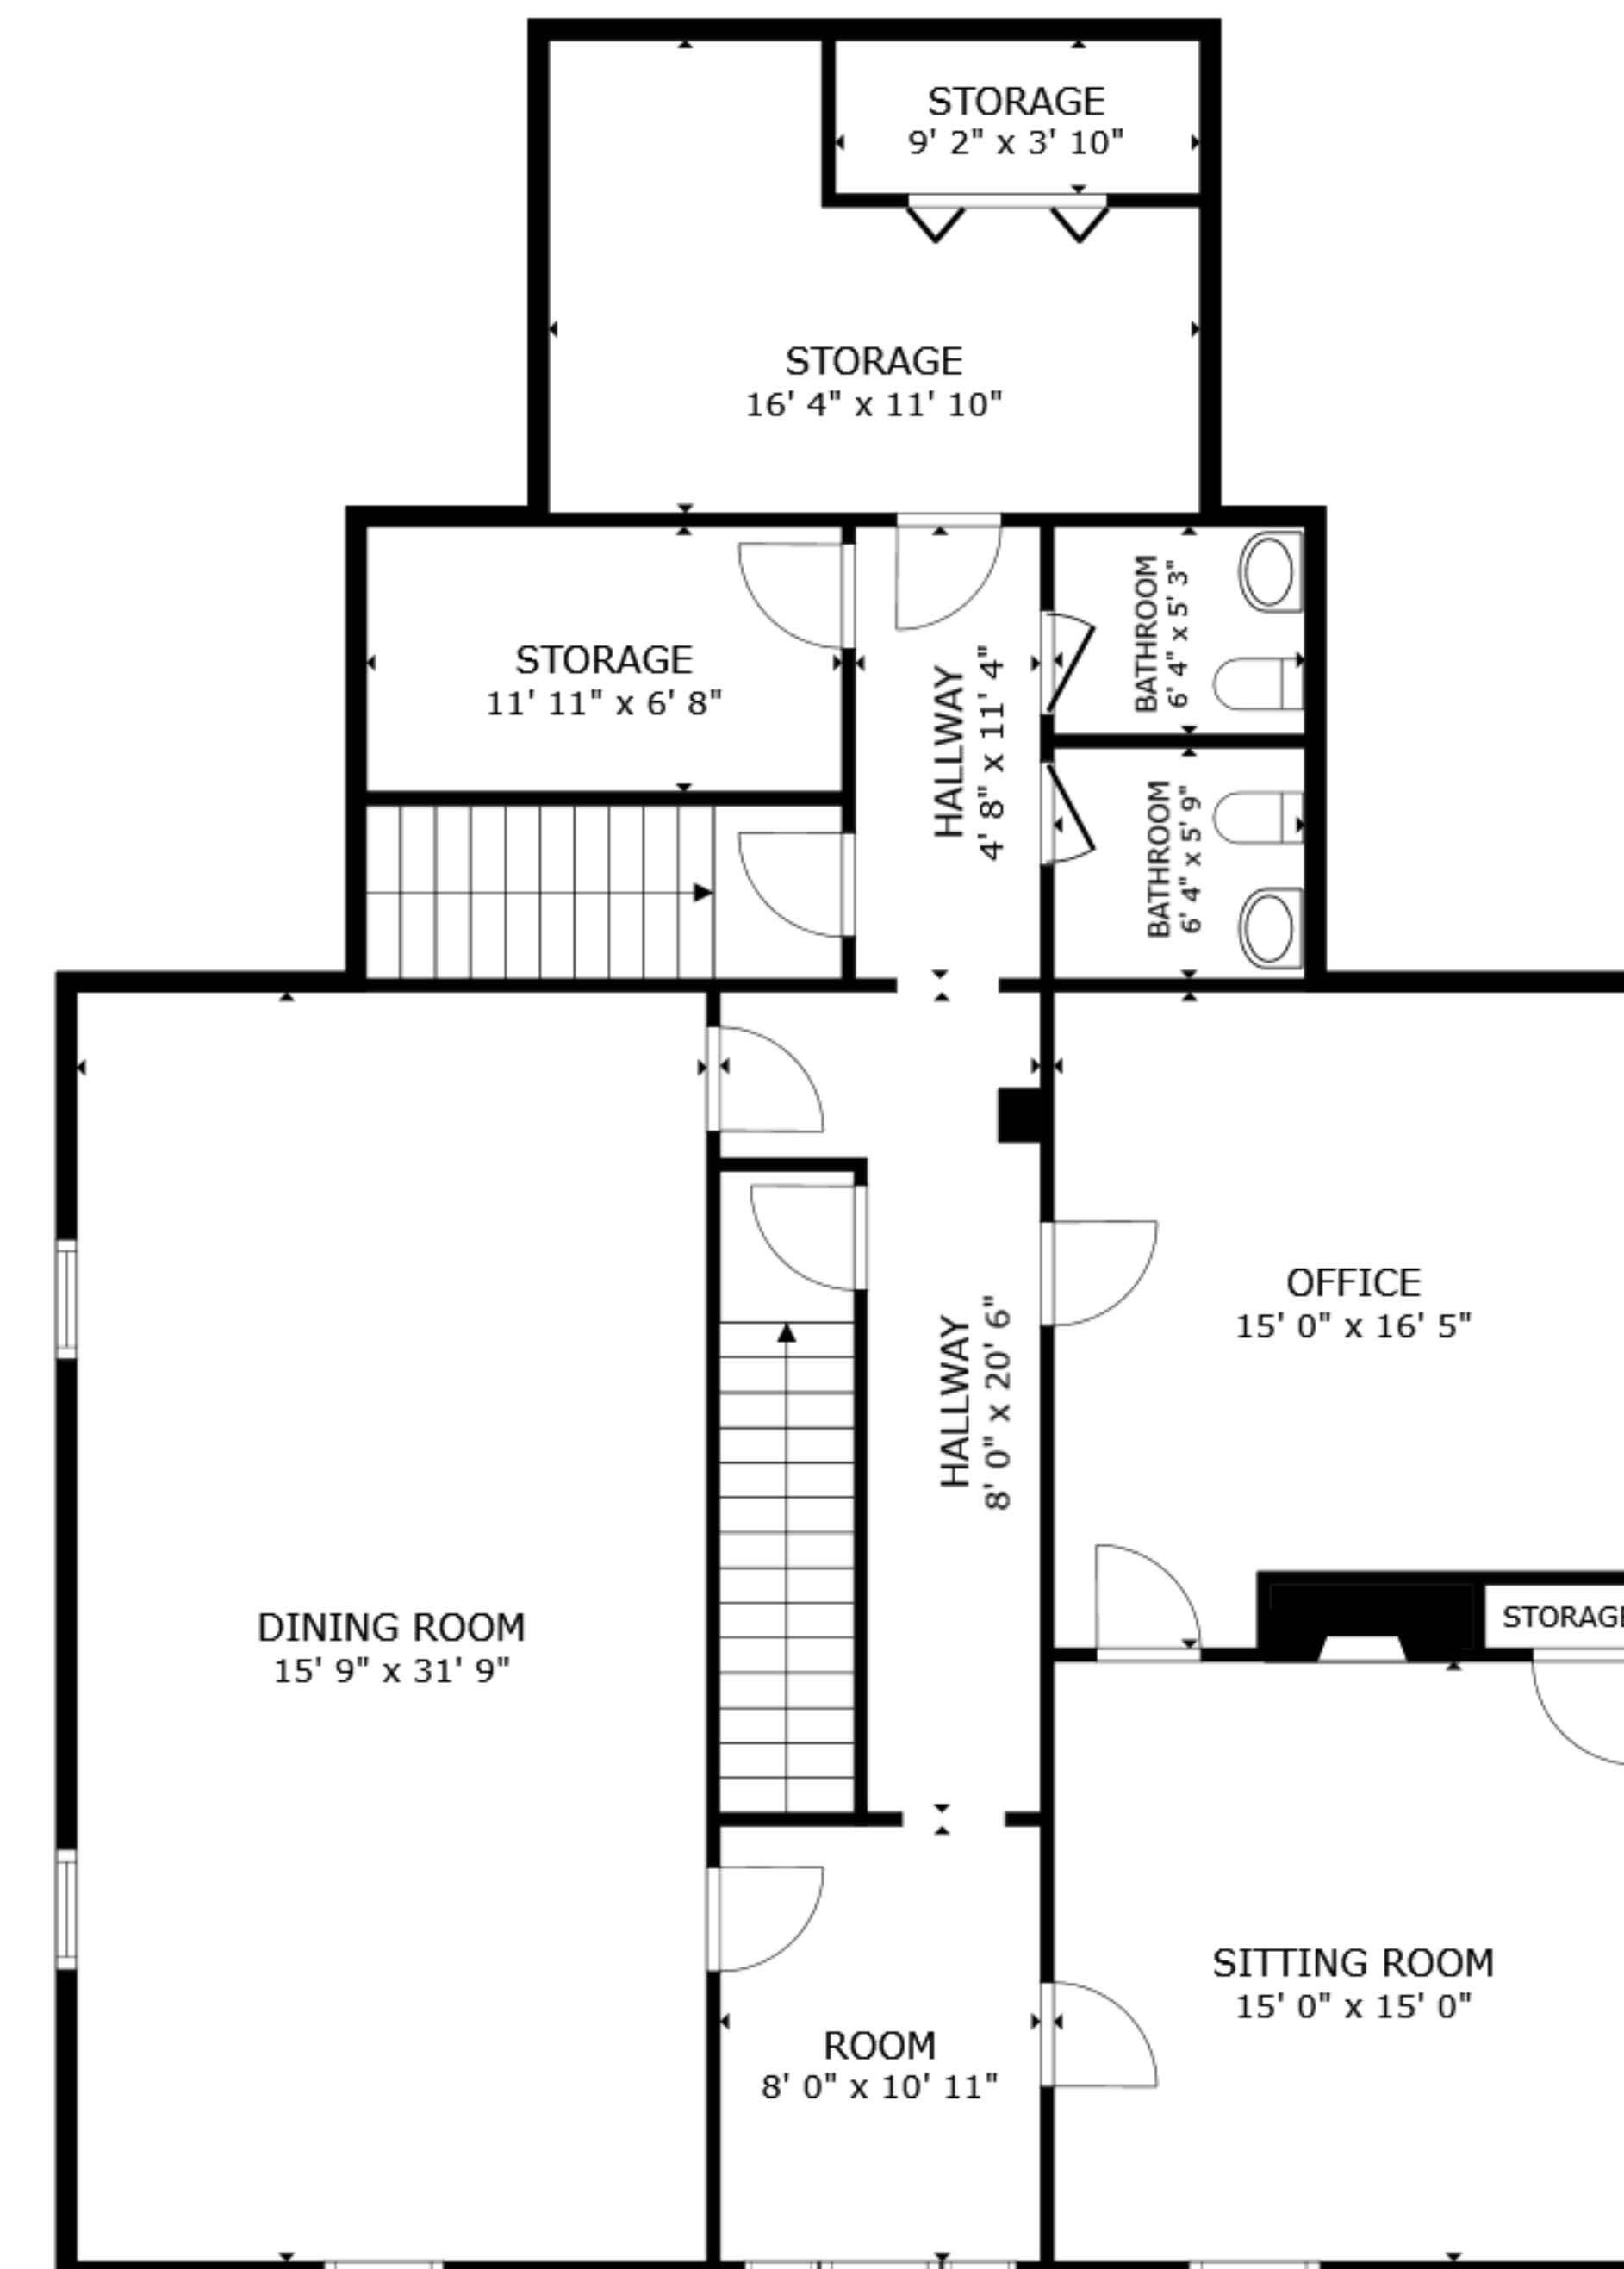 STORAGE
9' 2" x 3' 10"
STORAGE
16' 4" x 11' 10"
STORAGE
11' 11" x 6' 8"
HALLWAY
4' 8" x 11' 4"
BATHROOM
6' 4" x 5' 3"
BATHROOM
6' 4" x 5' 9"
OFFICE
15' 0" x 16' 5"
HALLWAY
8' 0" x 20' 6"
STORAGE
DINING ROOM
15' 9" x 31' 9"
SITTING ROOM
15' 0" x 15' 0"
ROOM
8' 0" x 10' 11"